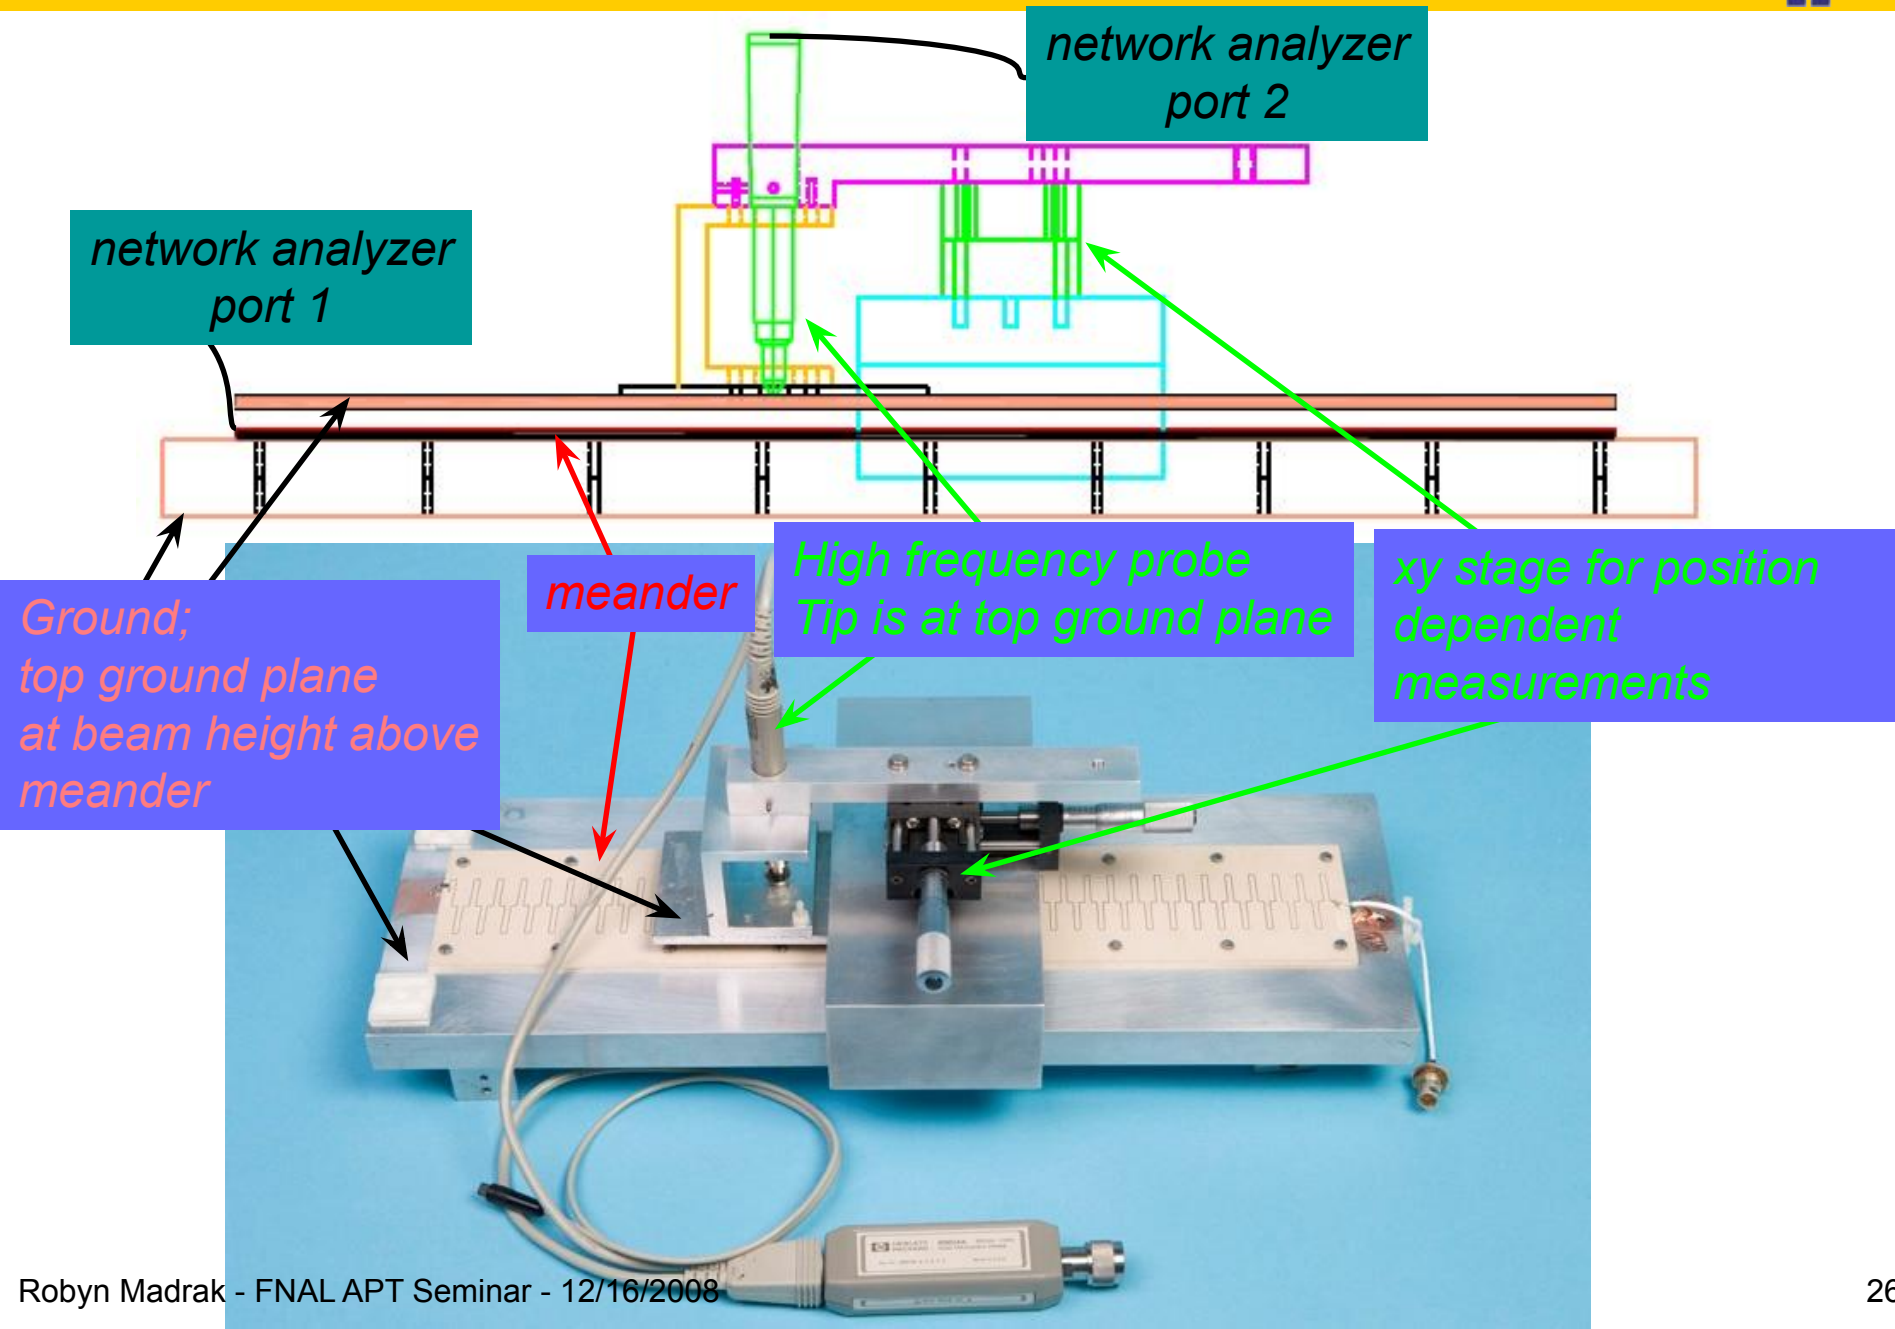 network analyzer
port 2
network analyzer
port 1
High frequency probe
Tip is at top ground plane
xy stage for position
dependent
measurements
meander
Ground;
top ground plane
at beam height above
meander
HEWLETT
PACKARD
Robyn Madrak - FNAL APT Seminar - 12/16/2008
26